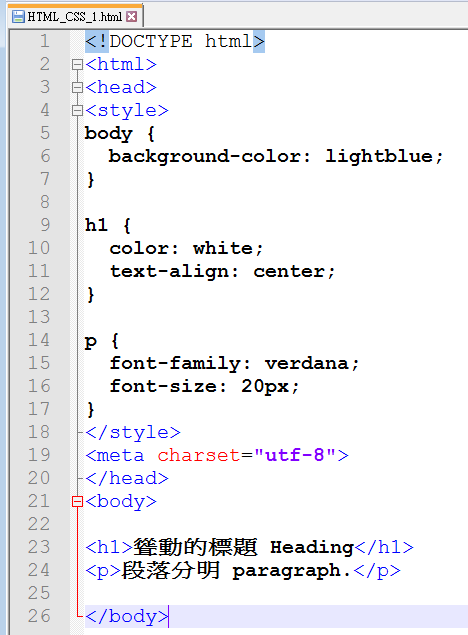 HTML_CSS_1.html
1 <!DOCTYPE html>
2 <html>
3 <head>
4 <style>
5 body {
6   background-color: lightblue;
7 }
8
9 h1 {
10   color: white;
11   text-align: center;
12 }
13
14 p {
15   font-family: verdana;
16   font-size: 20px;
17 }
18 </style>
19 <meta charset="utf-8">
20 </head>
21 <body>
22
23 <h1>聳動的標題 Heading</h1>
24 <p>段落分明 paragraph.</p>
25
26 </body>